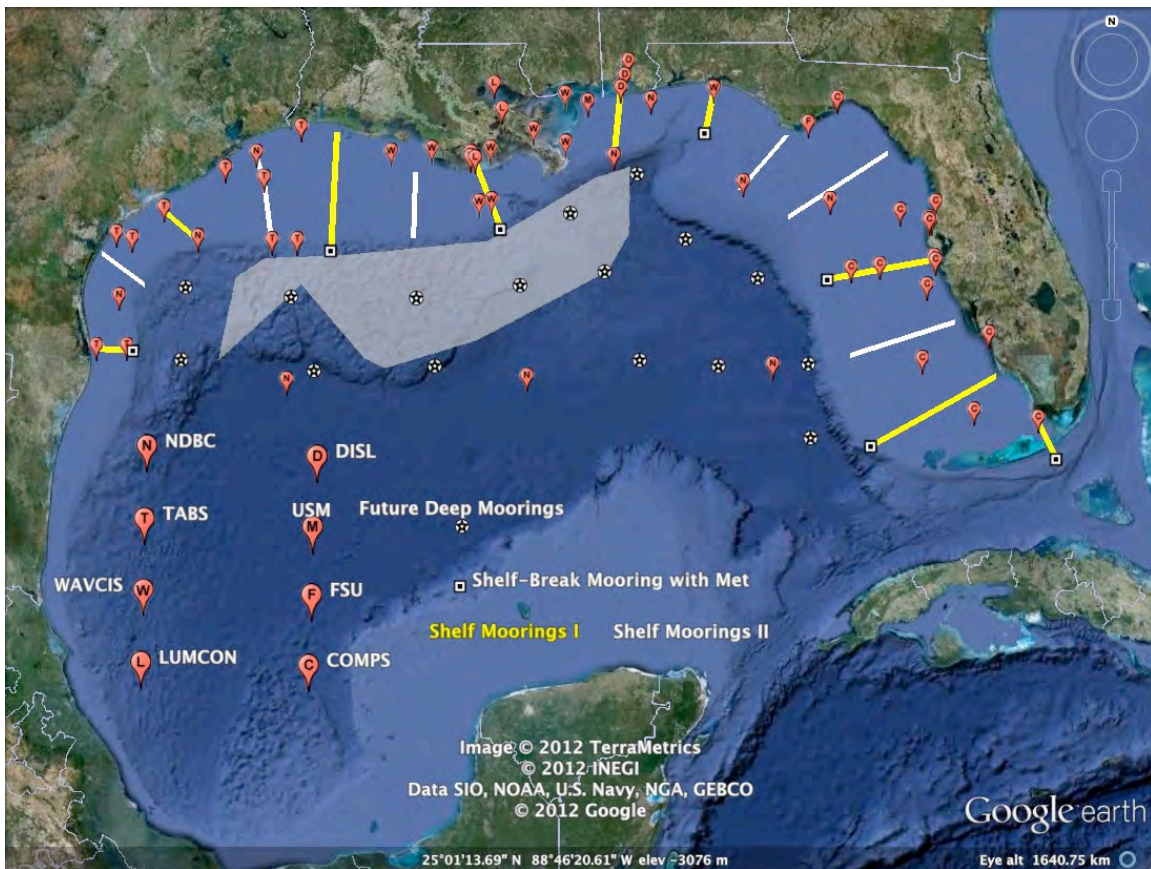 N
T
N
T
T
T
T
T
N
T
T
N
T
T
W
W
L
L
W
W
W
W
L
W
W
W
M
D
D
D
N
N
W
F
C
N
N
C
C
C
C
C
C
C
C
C
C
C
N
N
N
N NDBC
D DISL
T TABS
USM
M
Future Deep Moorings
W WAVCIS
F FSU
Shelf-Break Mooring with Met
Shelf Moorings I Shelf Moorings II
L LUMCON
C COMPS
Image © 2012 TerraMetrics
© 2012 INEGI
Data SIO, NOAA, U.S. Navy, NGA, GEBCO
© 2012 Google
Google earth
25°01'13.69" N 88°46'20.61" W elev -3076 m
Eye alt 1640.75 km